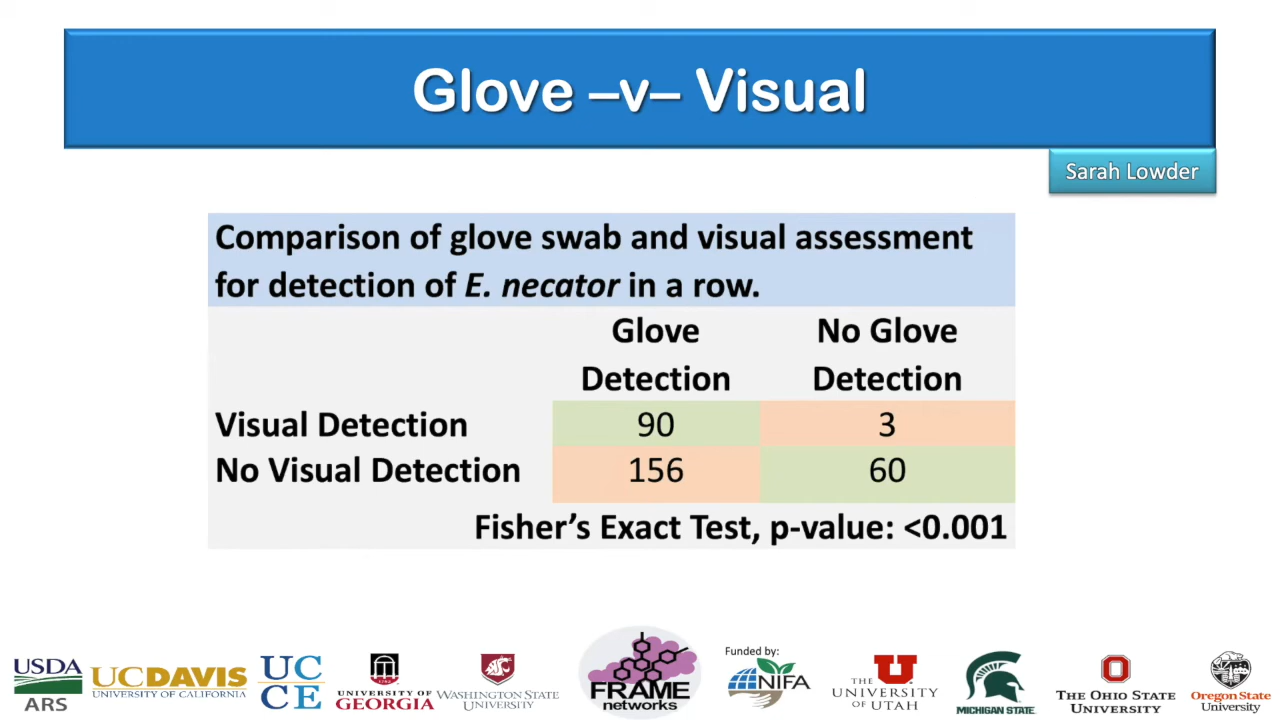 Glove –v– Visual
Sarah Lowder
Comparison of glove swab and visual assessment
for detection of E. necator in a row.
Glove Detection
No Glove Detection
Visual Detection 90 3
No Visual Detection 156 60
Fisher's Exact Test, p-value: <0.001
USDA
ARS
UCDAVIS
UNIVERSITY OF CALIFORNIA
UC
CE
UNIVERSITY OF
GEORGIA
WASHINGTON STATE
UNIVERSITY
FRAME
networks
Funded by:
NIFA
THE
UNIVERSITY
OF UTAH
MICHIGAN STATE
THE OHIO STATE
UNIVERSITY
Oregon State
University